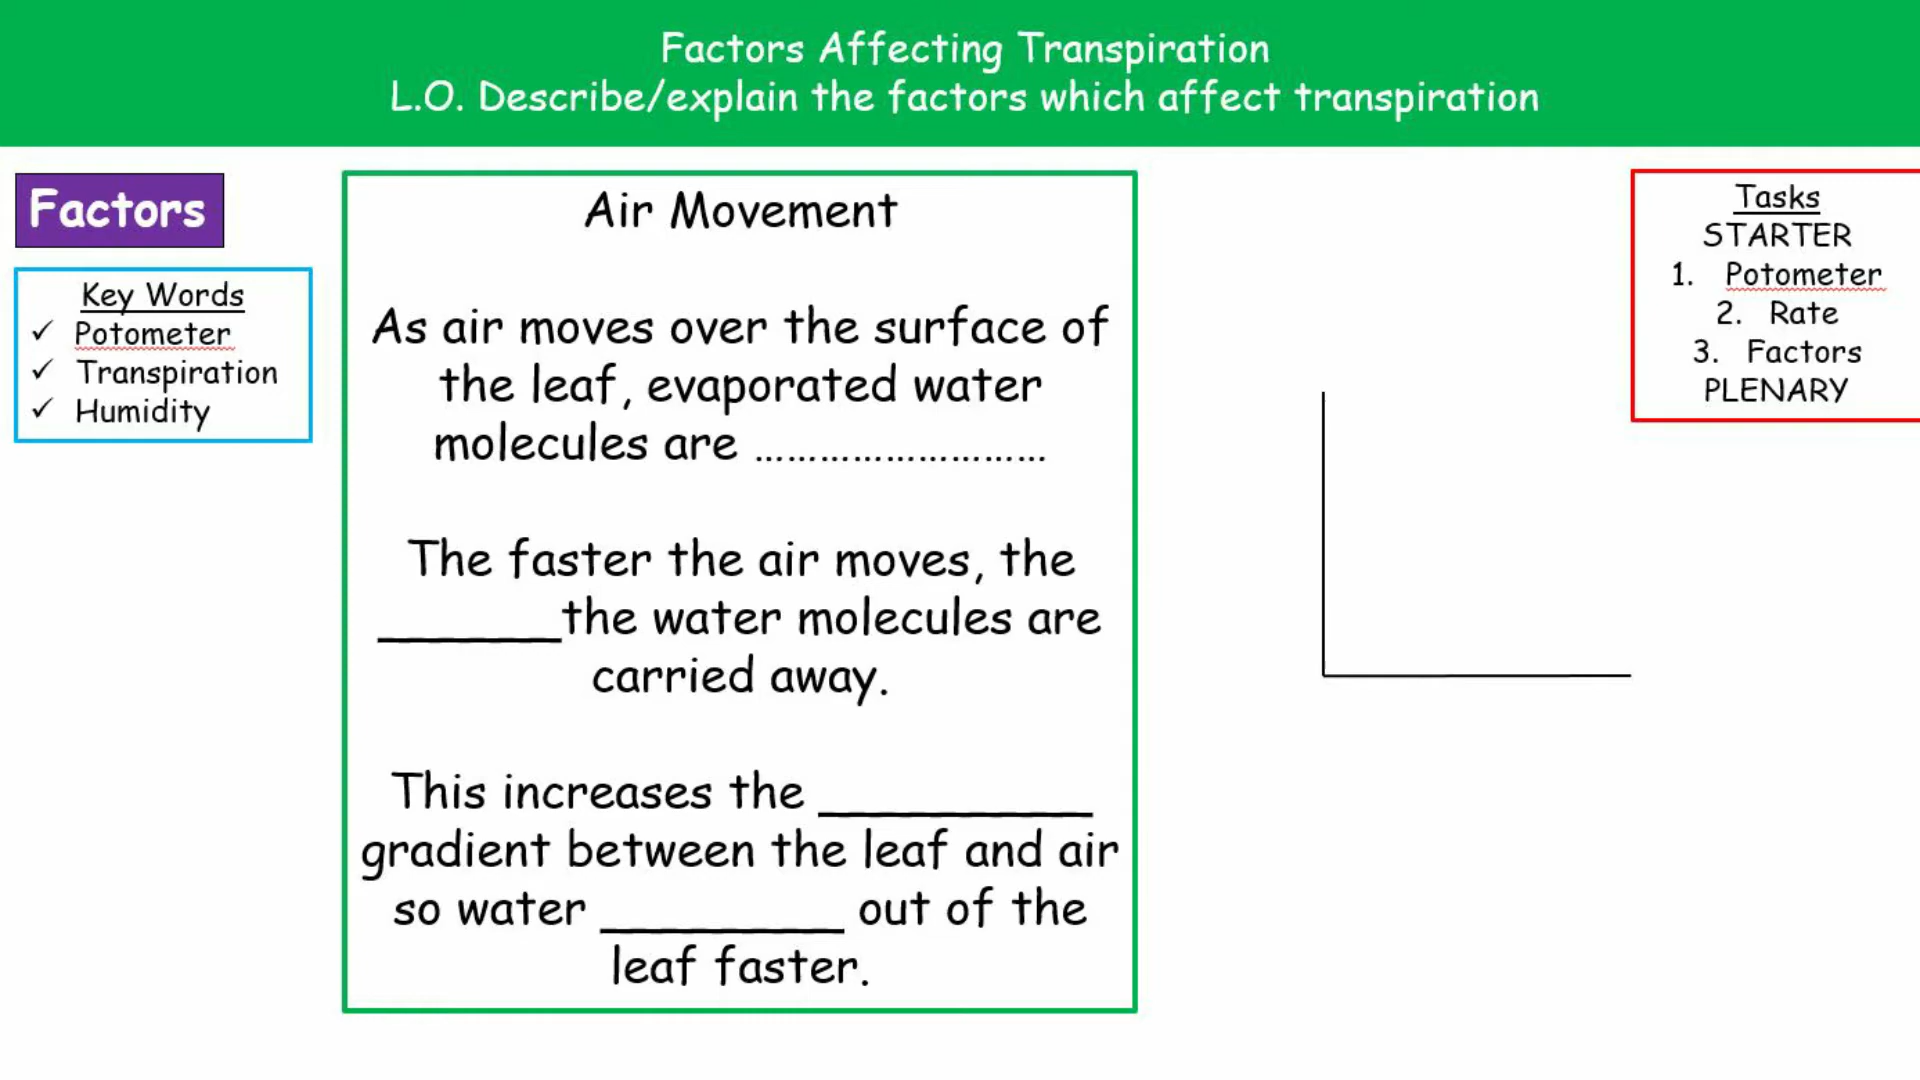 Factors Affecting Transpiration
L.O. Describe/explain the factors which affect transpiration
Factors
Key Words
✓ Potometer
✓ Transpiration
✓ Humidity
Air Movement
As air moves over the surface of
the leaf, evaporated water
molecules are ...........................
The faster the air moves, the
______the water molecules are
carried away.
This increases the _________
gradient between the leaf and air
so water ________ out of the
leaf faster.
Tasks
STARTER
1. Potometer
2. Rate
3. Factors
PLENARY